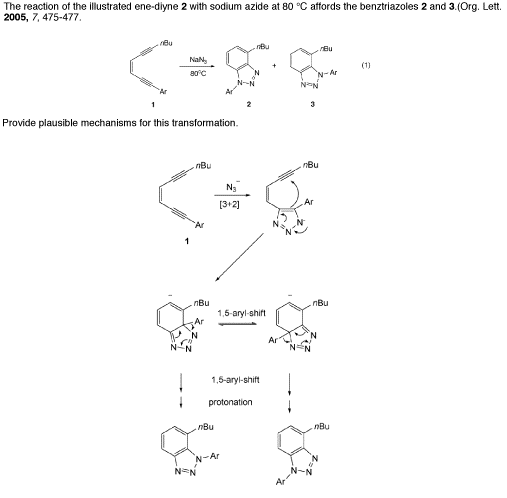 The reaction of the illustrated ene-diyne 2 with sodium azide at 80 °C affords the benztriazoles 2 and 3.(Org. Lett.
2005, 7, 475-477.
nBu
Ar
1
NaN3
80°C
nBu
N
N
N
Ar
2
+
nBu
N
Ar
N
N
3
(1)
Provide plausible mechanisms for this transformation.
nBu
Ar
1
N3−
[3+2]
nBu
Ar
N
N
N−
−
nBu
Ar
N
N
N
1,5-aryl-shift
−
nBu
Ar
N
N
N
1,5-aryl-shift
protonation
nBu
N
Ar
N
N
nBu
N
N
N
Ar